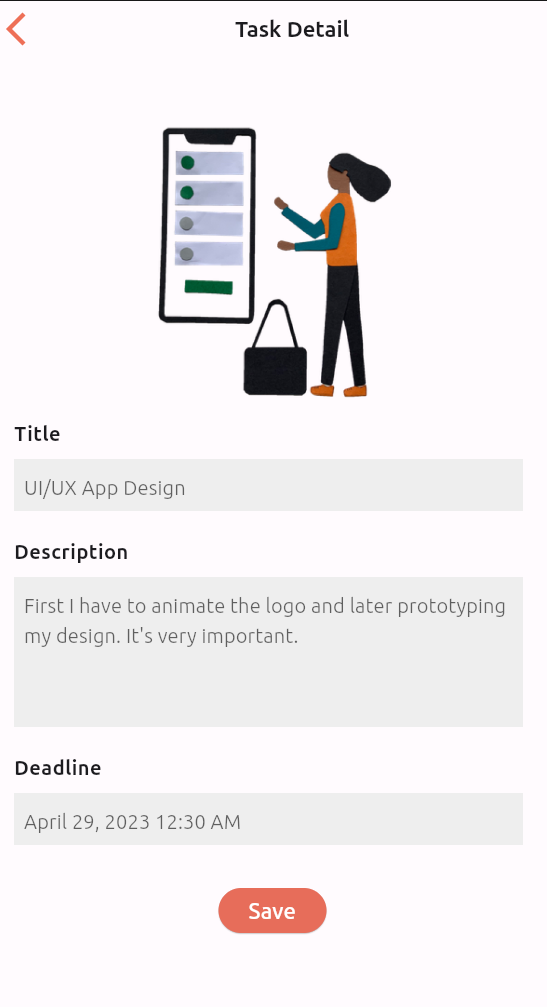 Task Detail
Title
UI/UX App Design
Description
First I have to animate the logo and later prototyping
my design. It's very important.
Deadline
April 29, 2023 12:30 AM
Save